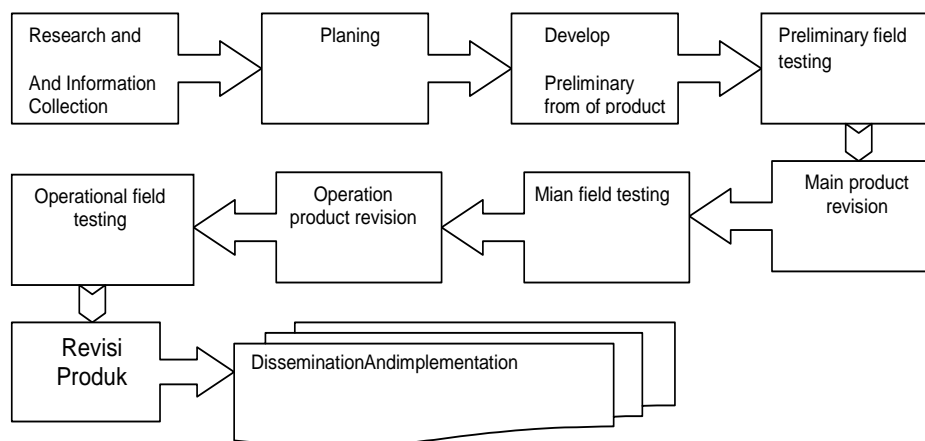 Research and
And Information
Collection
Planing
Develop
Preliminary
from of product
Preliminary field
testing
Main product
revision
Mian field testing
Operation
product revision
Operational field
testing
Revisi
Produk
DisseminationAndimplementation